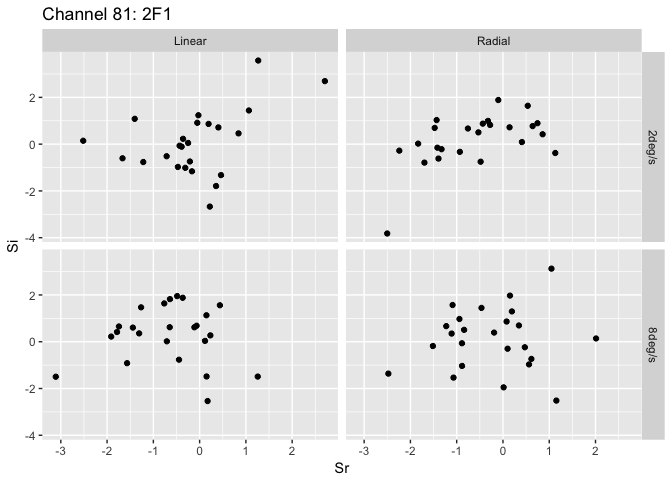 Channel 81: 2F1
Linear
Radial
2
0
-2
-4
2deg/s
Si
2
0
-2
-4
8deg/s
-3 -2 -1 0 1 2
-3 -2 -1 0 1 2
Sr